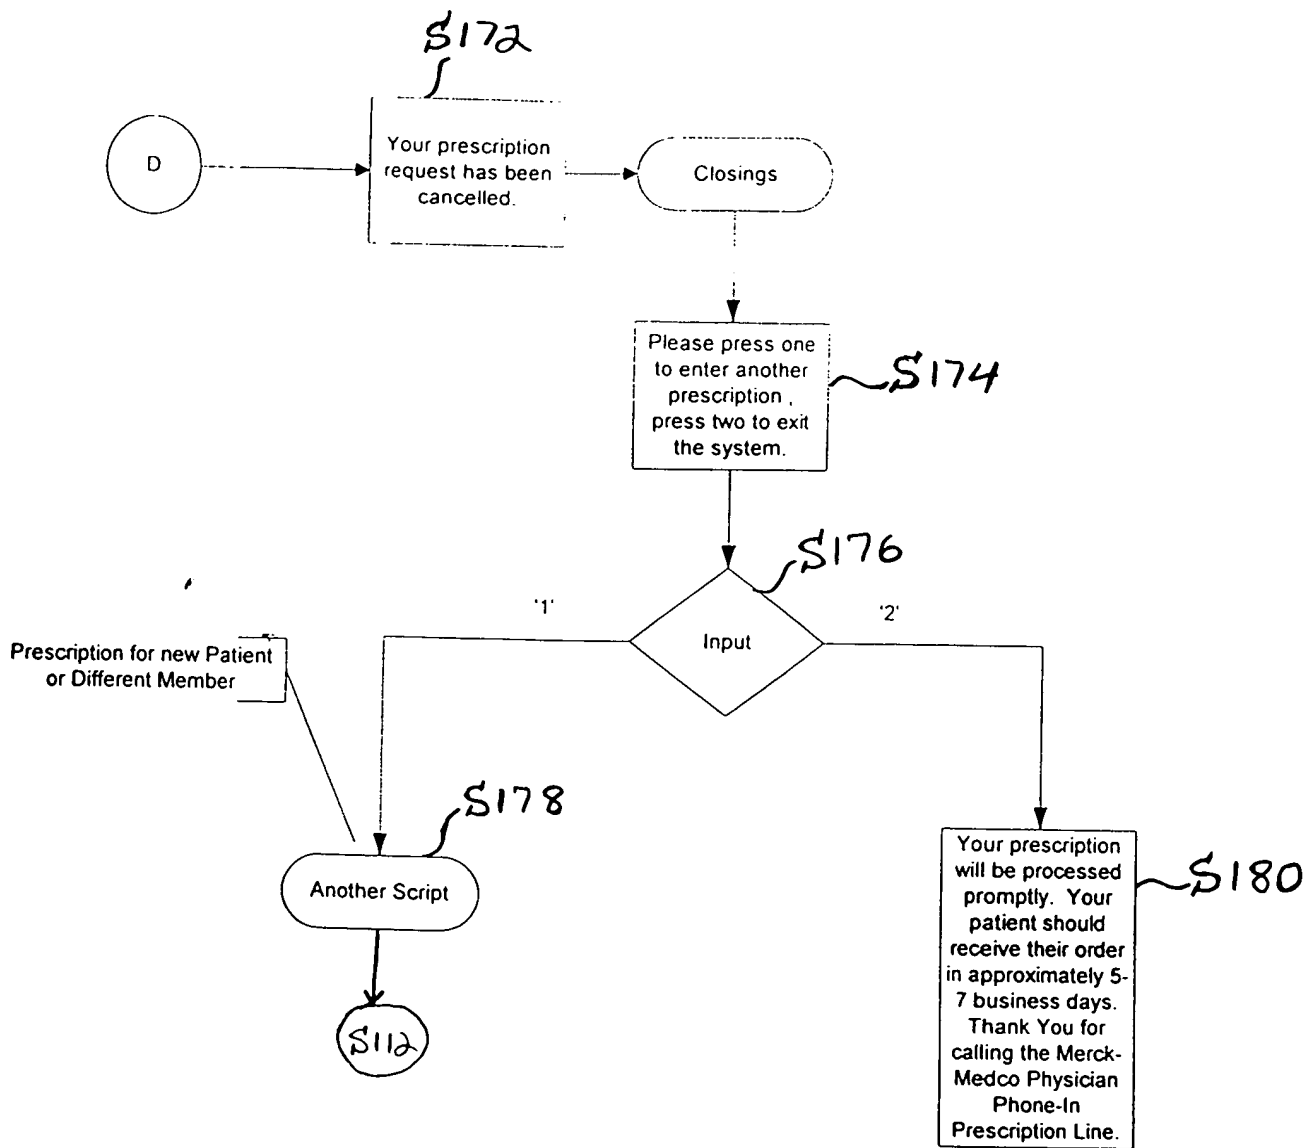 S172
D
Your prescription
request has been
cancelled.
Closings
Please press one
to enter another
prescription ,
press two to exit
the system.
S174
S176
'1'
Input
'2'
Prescription for new Patient
or Different Member
S178
Another Script
S112
Your prescription
will be processed
promptly. Your
patient should
receive their order
in approximately 5-
7 business days.
Thank You for
calling the Merck-
Medco Physician
Phone-In
Prescription Line.
S180